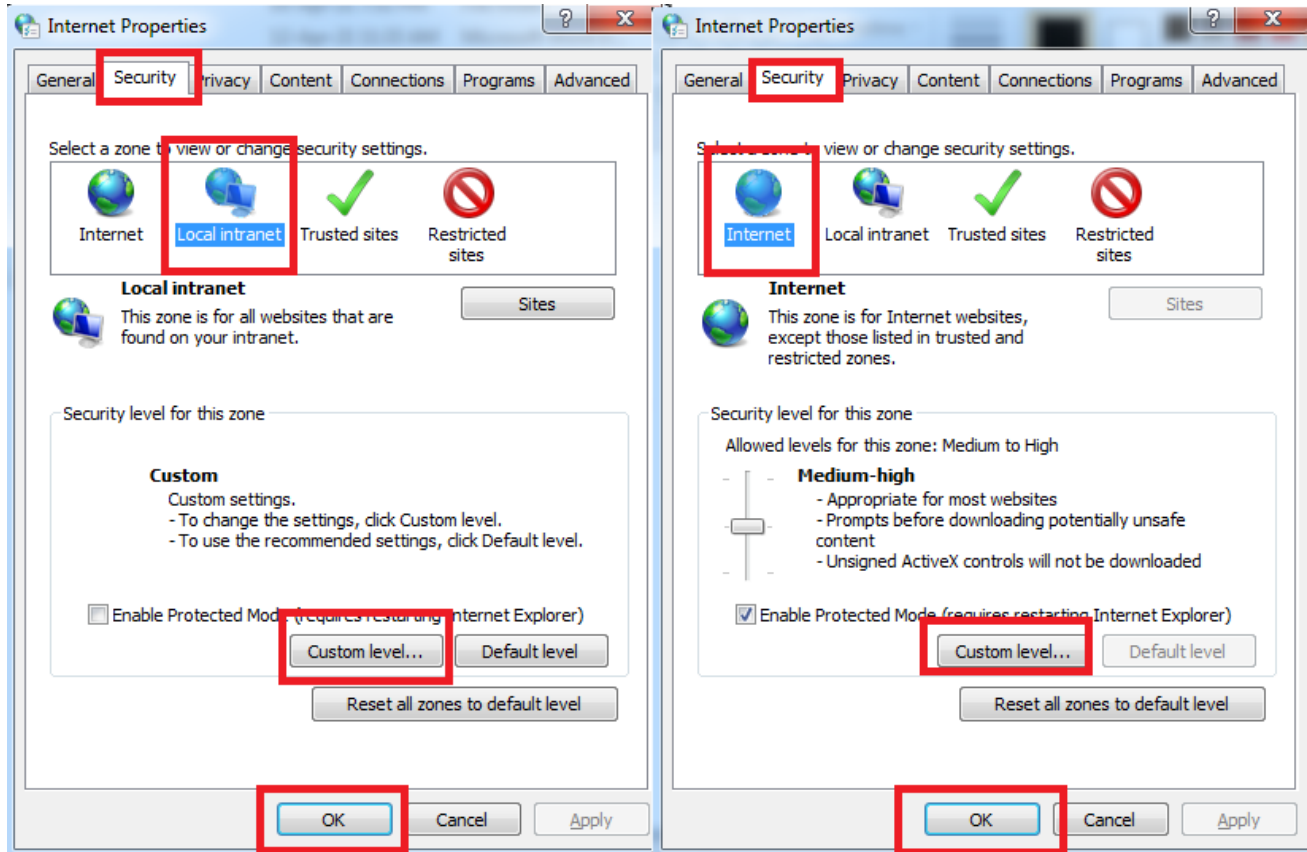 Internet Properties
General Security Privacy Content Connections Programs Advanced
Select a zone to view or change security settings.
Internet Local intranet Trusted sites Restricted
sites
Local intranet
Sites
This zone is for all websites that are
found on your intranet.
Security level for this zone
Custom
Custom settings.
- To change the settings, click Custom level.
- To use the recommended settings, click Default level.
Enable Protected Mode (requires restarting Internet Explorer)
Custom level... Default level
Reset all zones to default level
OK Cancel Apply
Internet Properties
General Security Privacy Content Connections Programs Advanced
Select a zone to view or change security settings.
Internet Local intranet Trusted sites Restricted
sites
Internet
Sites
This zone is for Internet websites,
except those listed in trusted and
restricted zones.
Security level for this zone
Allowed levels for this zone: Medium to High
Medium-high
- Appropriate for most websites
- Prompts before downloading potentially unsafe
content
- Unsigned ActiveX controls will not be downloaded
Enable Protected Mode (requires restarting Internet Explorer)
Custom level... Default level
Reset all zones to default level
OK Cancel Apply